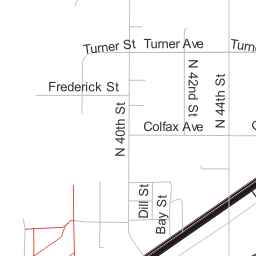 Turner St
Turner Ave
Turne
Frederick St
N 42nd St
N 44th St
N 40th St
Colfax Ave
C
Dill St
Bay St